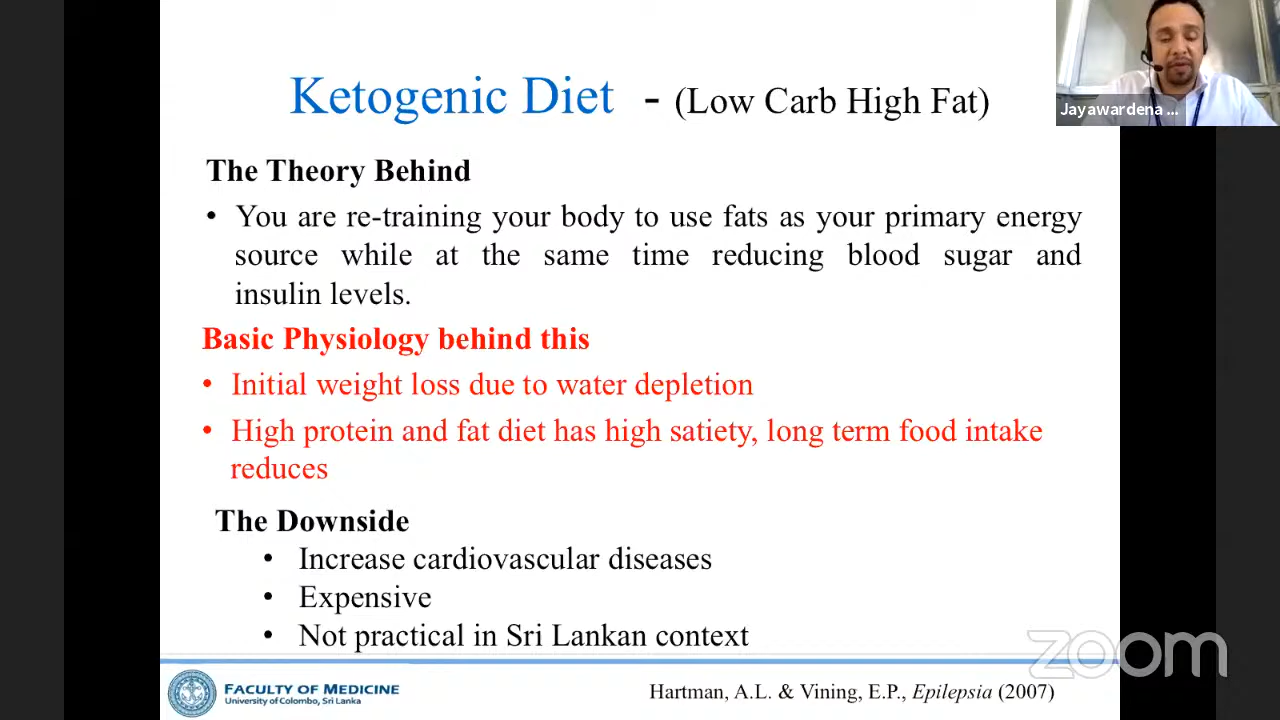 Ketogenic Diet - (Low Carb High Fat)
Jayawardena ...
The Theory Behind
• You are re-training your body to use fats as your primary energy
source while at the same time reducing blood sugar and
insulin levels.
Basic Physiology behind this
• Initial weight loss due to water depletion
• High protein and fat diet has high satiety, long term food intake
reduces
The Downside
• Increase cardiovascular diseases
• Expensive
• Not practical in Sri Lankan context
zoom
FACULTY OF MEDICINE
University of Colombo, Sri Lanka
Hartman, A.L. & Vining, E.P., Epilepsia (2007)